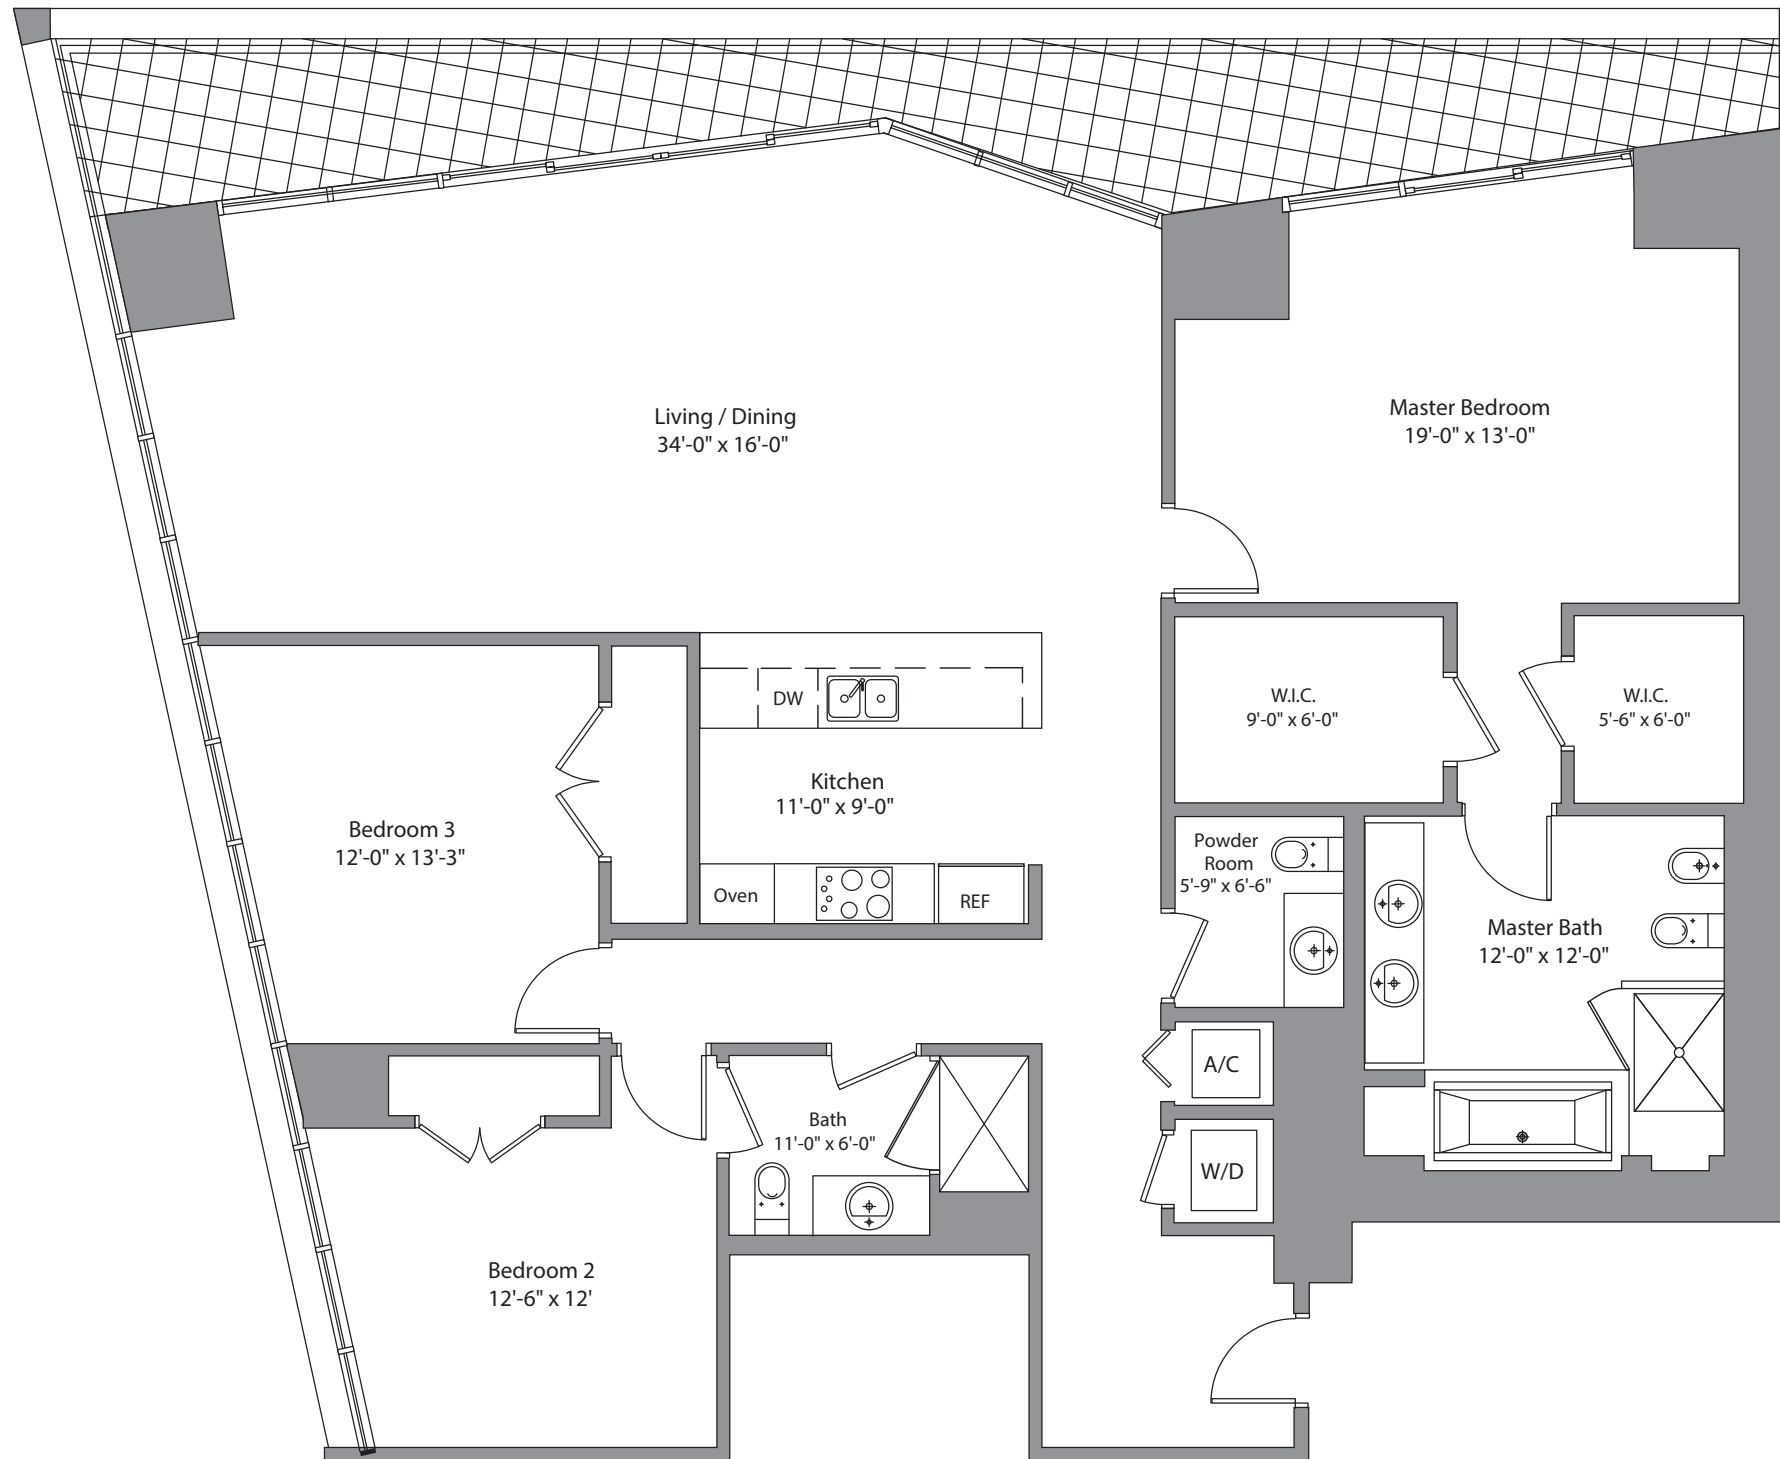 Living / Dining
34'-0" x 16'-0"
Master Bedroom
19'-0" x 13'-0"
W.I.C.
9'-0" x 6'-0"
W.I.C.
5'-6" x 6'-0"
DW
Kitchen
11'-0" x 9'-0"
Oven
REF
Bedroom 3
12'-0" x 13'-3"
Powder
Room
5'-9" x 6'-6"
Master Bath
12'-0" x 12'-0"
A/C
W/D
Bath
11'-0" x 6'-0"
Bedroom 2
12'-6" x 12'